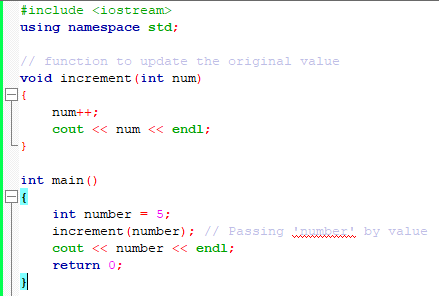 #include <iostream>
using namespace std;
// function to update the original value
void increment(int num)
{
num++;
cout << num << endl;
}
int main()
{
int number = 5;
increment(number); // Passing 'number' by value
cout << number << endl;
return 0;
}